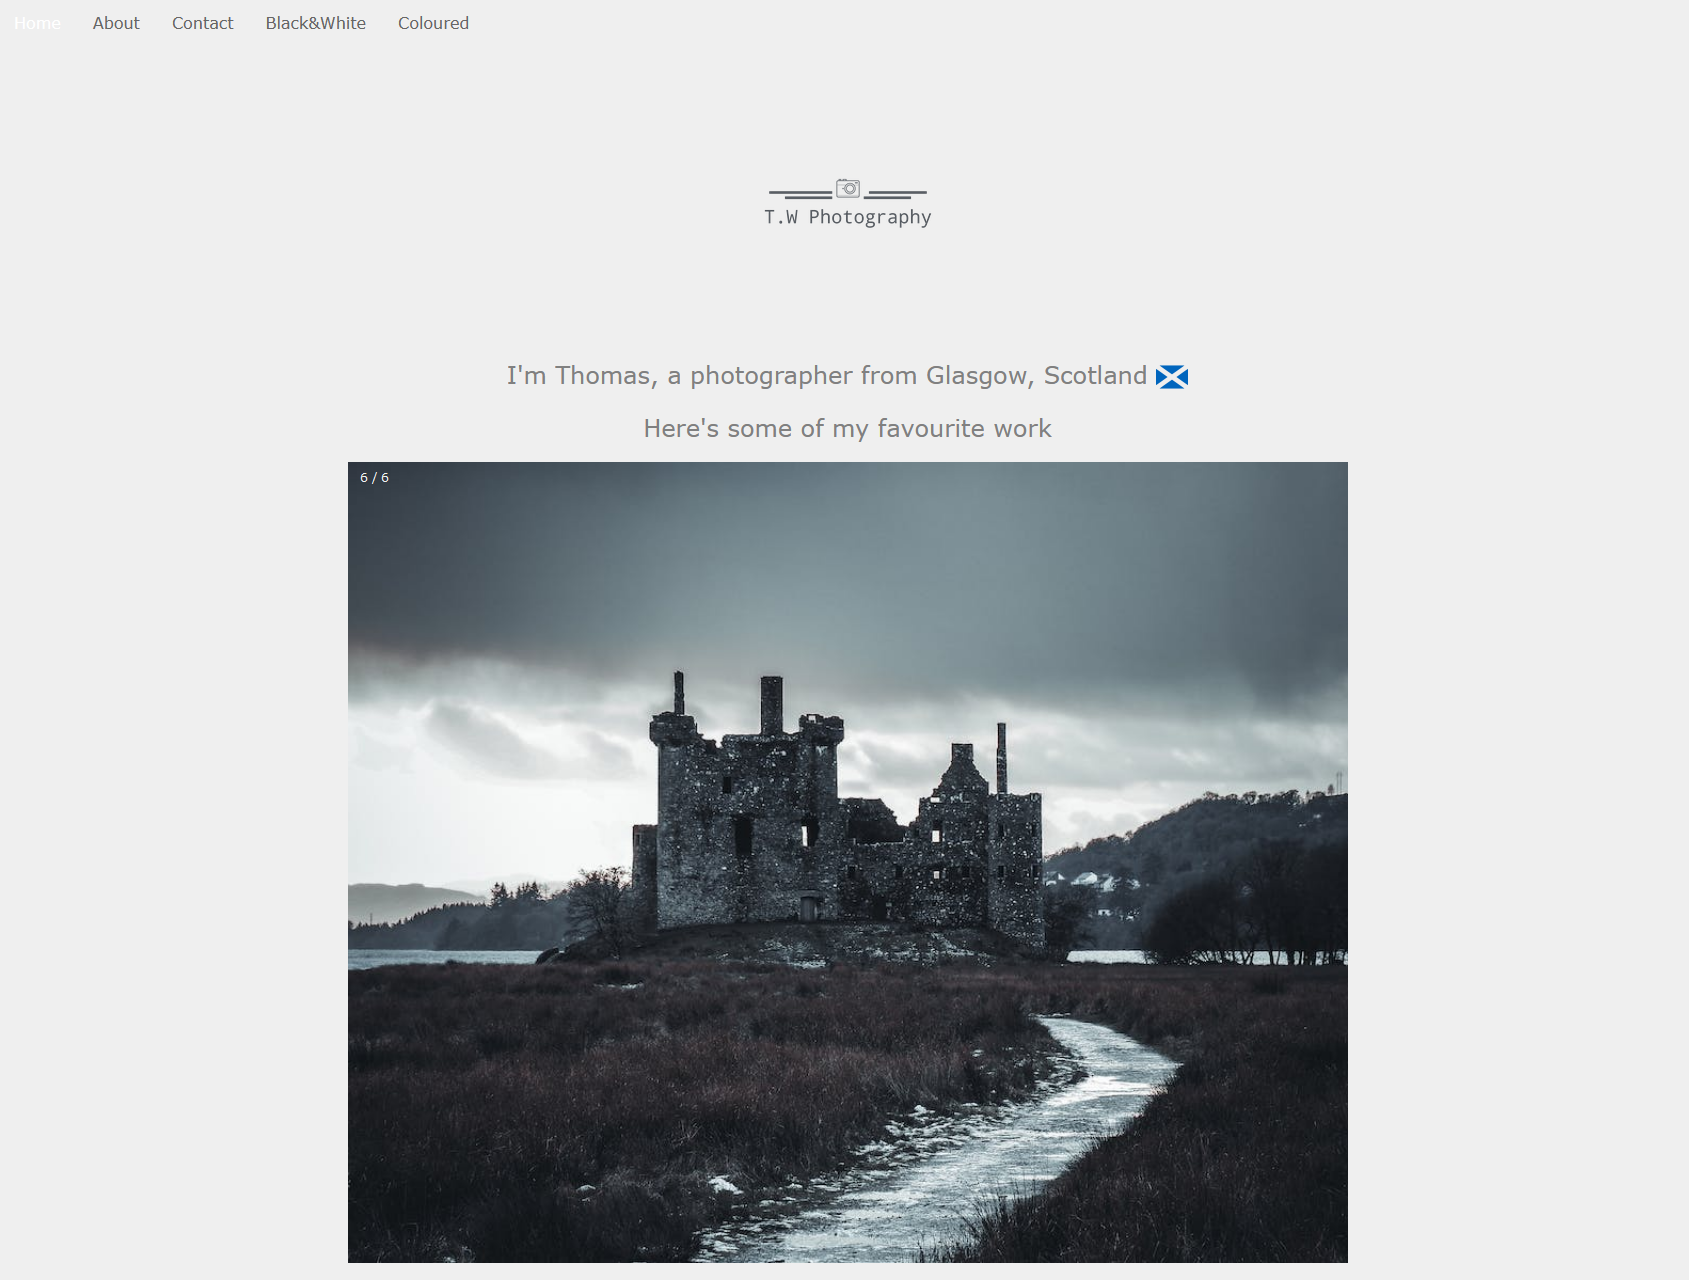 Home About Contact Black&White Coloured
T.W Photography
I'm Thomas, a photographer from Glasgow, Scotland
Here's some of my favourite work
6 / 6